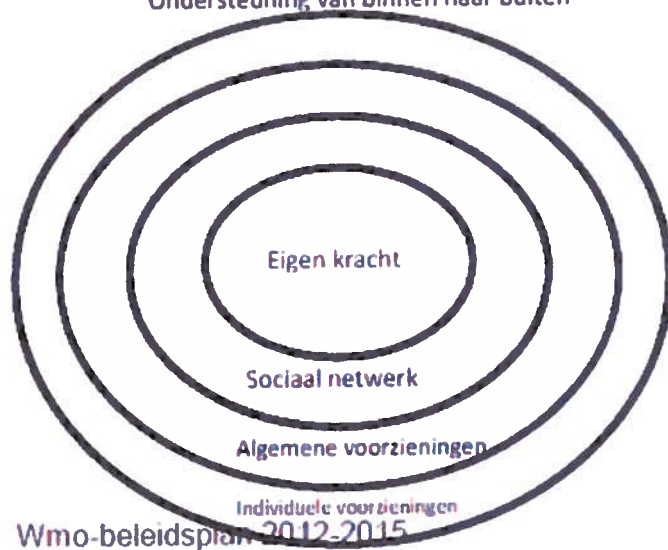 Ondersteuning van binnen naar buiten
Eigen kracht
Sociaal netwerk
Algemene voorzieningen
Individuele voorzieningen
Wmo-beleidsplan 2012-2015